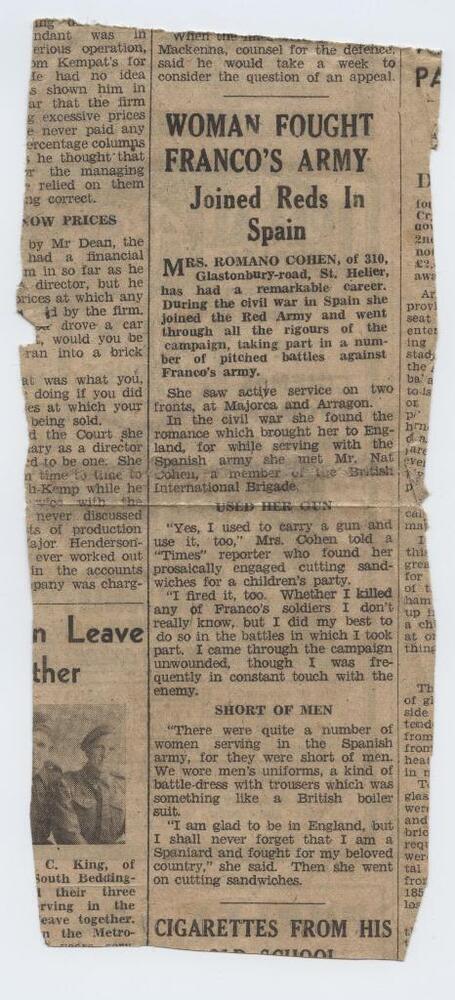 ndant was in
erious operation,
om Kempat's for
He had no idea
s shown him in
ar that the firm
g excessive prices
e never paid any
ercentage columns
he thought that
r the managing
relied on them
ng correct.
OW PRICES
by Mr Dean, the
had a financial
m in so far as he
director, but he
prices at which any
d by the firm.
drove a car
, would be
ran into a brick
at was what you,
doing if you did
es at which your
being sold.
d the Court she
ary as a director
d to be one. She
time to time to
h-Kemp while he
with the
never discussed
ts of production
ajor Henderson-
ever worked out
in the accounts
pany was charg-
n Leave
ther
C. King, of
South Bedding-
their three
rving in the
eave together.
n the Metro-
When the
Mackenna, counsel for the defence,
said he would take a week to
consider the question of an appeal.
WOMAN FOUGHT
FRANCO'S ARMY
Joined Reds In
Spain
MRS. ROMANO COHEN, of 310,
Glastonbury-road, St. Helier,
has had a remarkable career.
During the civil war in Spain she
joined the Red Army and went
through all the rigours of the
campaign, taking part in a num-
ber of pitched battles against
Franco's army.
She saw active service on two
fronts, at Majorca and Arragon.
In the civil war she found the
romance which brought her to Eng-
land, for while serving with the
Spanish army she met Mr. Nat
Cohen, a member of the British
International Brigade.
USED HER GUN
"Yes, I used to carry a gun and
use it, too," Mrs. Cohen told a
"Times" reporter who found her
prosaically engaged cutting sand-
wiches for a children's party.
"I fired it, too. Whether I killed
any of Franco's soldiers I don't
really know, but I did my best to
do so in the battles in which I took
part. I came through the campaign
unwounded, though I was fre-
quently in constant touch with the
enemy.
SHORT OF MEN
"There were quite a number of
women serving in the Spanish
army, for they were short of men.
We wore men's uniforms, a kind of
battle-dress with trousers which was
something like a British boiler
suit.
"I am glad to be in England, but
I shall never forget that I am a
Spaniard and fought for my beloved
country," she said. Then she went
on cutting sandwiches.
CIGARETTES FROM HIS
OLD SCHOOL